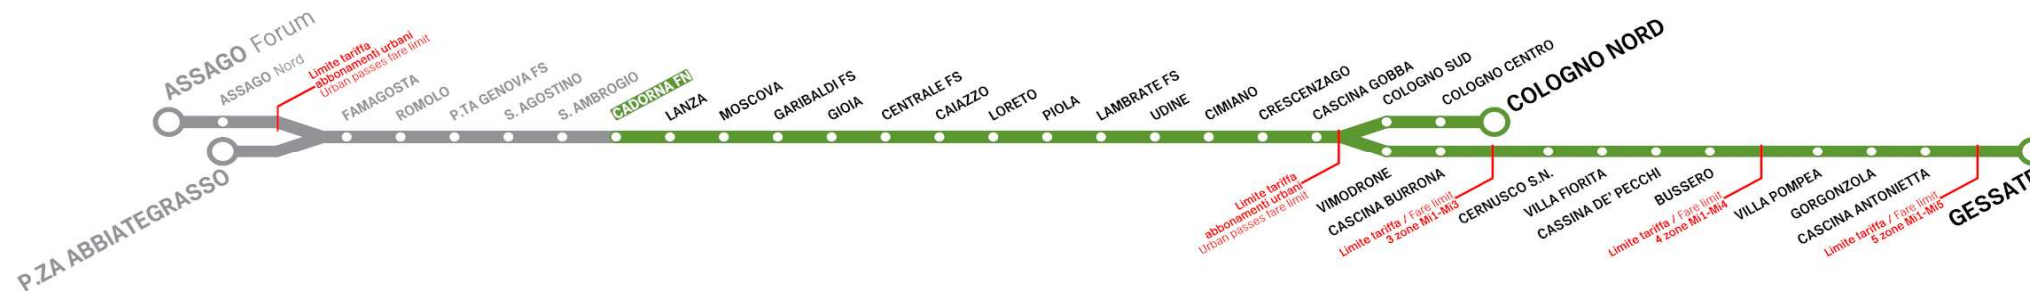 ASSAGO Forum
ASSAGO Nord
Limite tariffa
abbonamenti urbani
Urban passes fare limit
P.ZA ABBIATEGRASSO
FAMAGOSTA
ROMOLO
P.TA GENOVA FS
S. AGOSTINO
S. AMBROGIO
CADORNA FN
LANZA
MOSCOVA
GARIBALDI FS
GIOIA
CENTRALE FS
CAIAZZO
LORETO
PIOLA
LAMBRATE FS
UDINE
CIMIANO
CRESCENZAGO
CASCINA GOBBA
COLOGNO SUD
COLOGNO CENTRO
COLOGNO NORD
Limite tariffa
abbonamenti urbani
Urban passes fare limit
VIMODRONE
CASCINA BURRONA
Limite tariffa / Fare limit
3 zone Mi1-Mi3
CERNUSCO S.N.
VILLA FIORITA
CASSINA DE' PECCHI
BUSSERO
Limite tariffa / Fare limit
4 zone Mi1-Mi4
VILLA POMPEA
GORGONZOLA
CASCINA ANTONIETTA
Limite tariffa / Fare limit
5 zone Mi1-Mi5
GESSATE